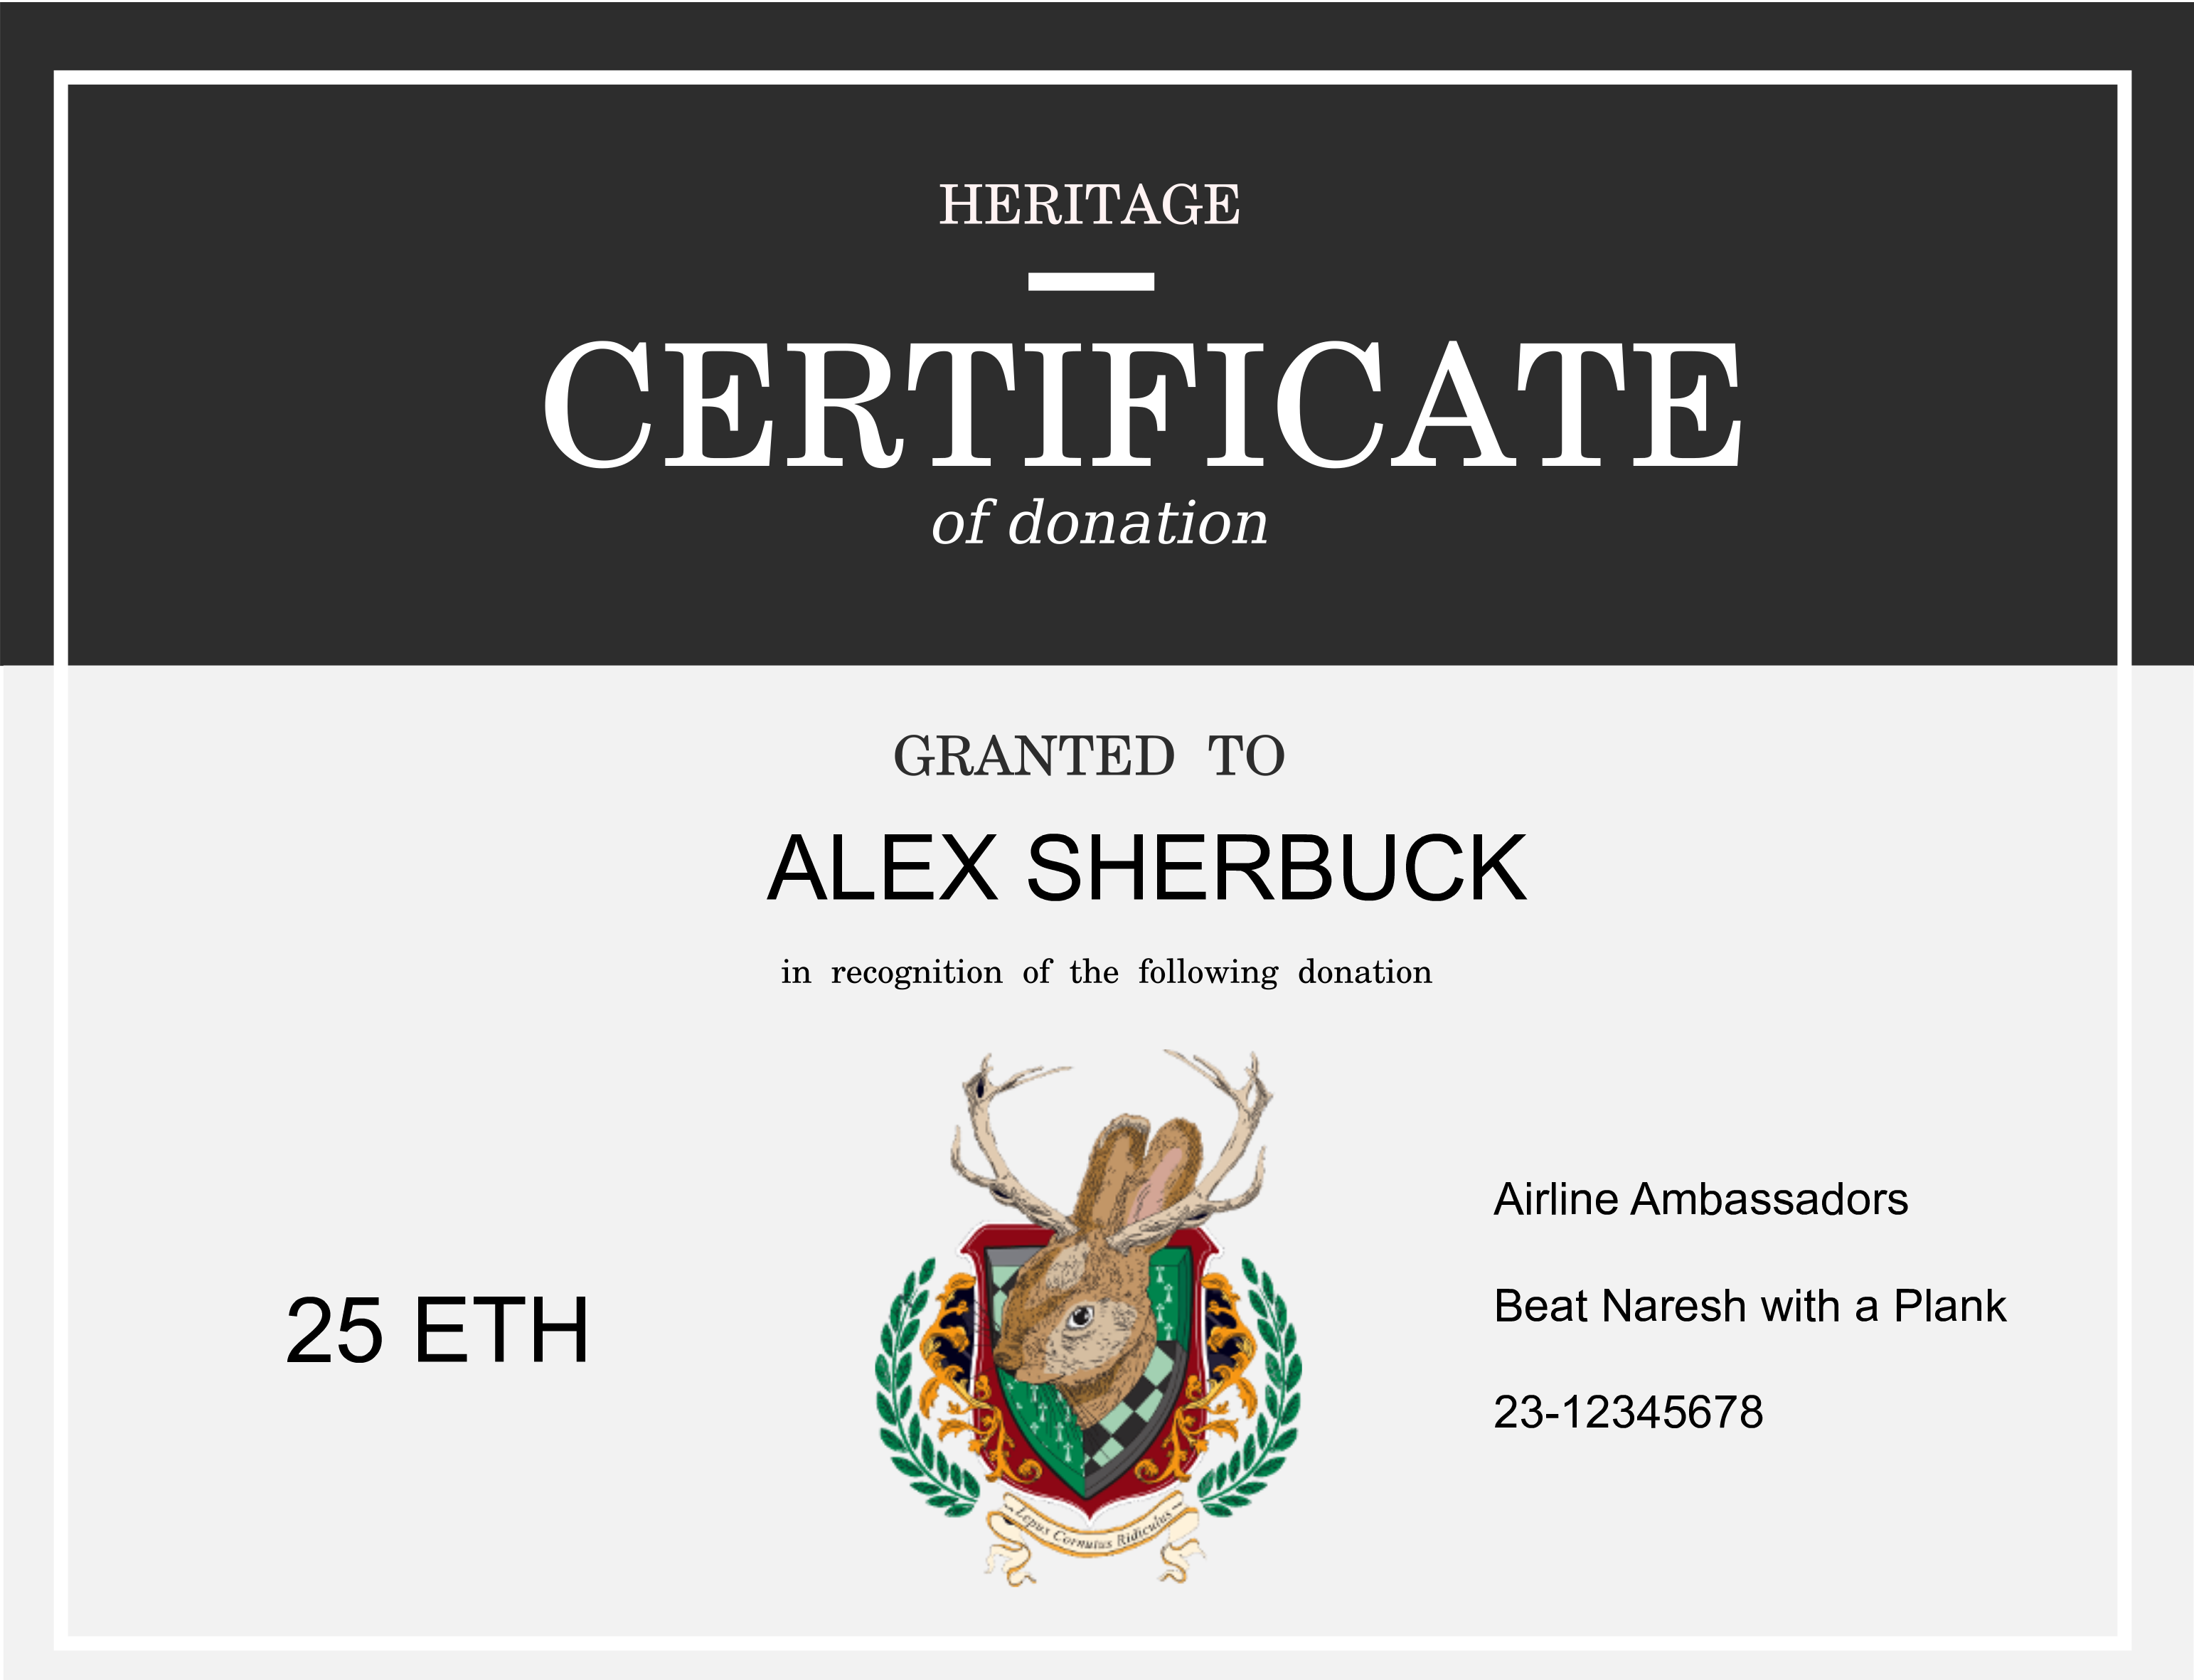 HERITAGE
CERTIFICATE
of donation
GRANTED TO
ALEX SHERBUCK
in recognition of the following donation
25 ETH
Airline Ambassadors
Beat Naresh with a Plank
23-12345678
Lepus Cornutus Ridiculus